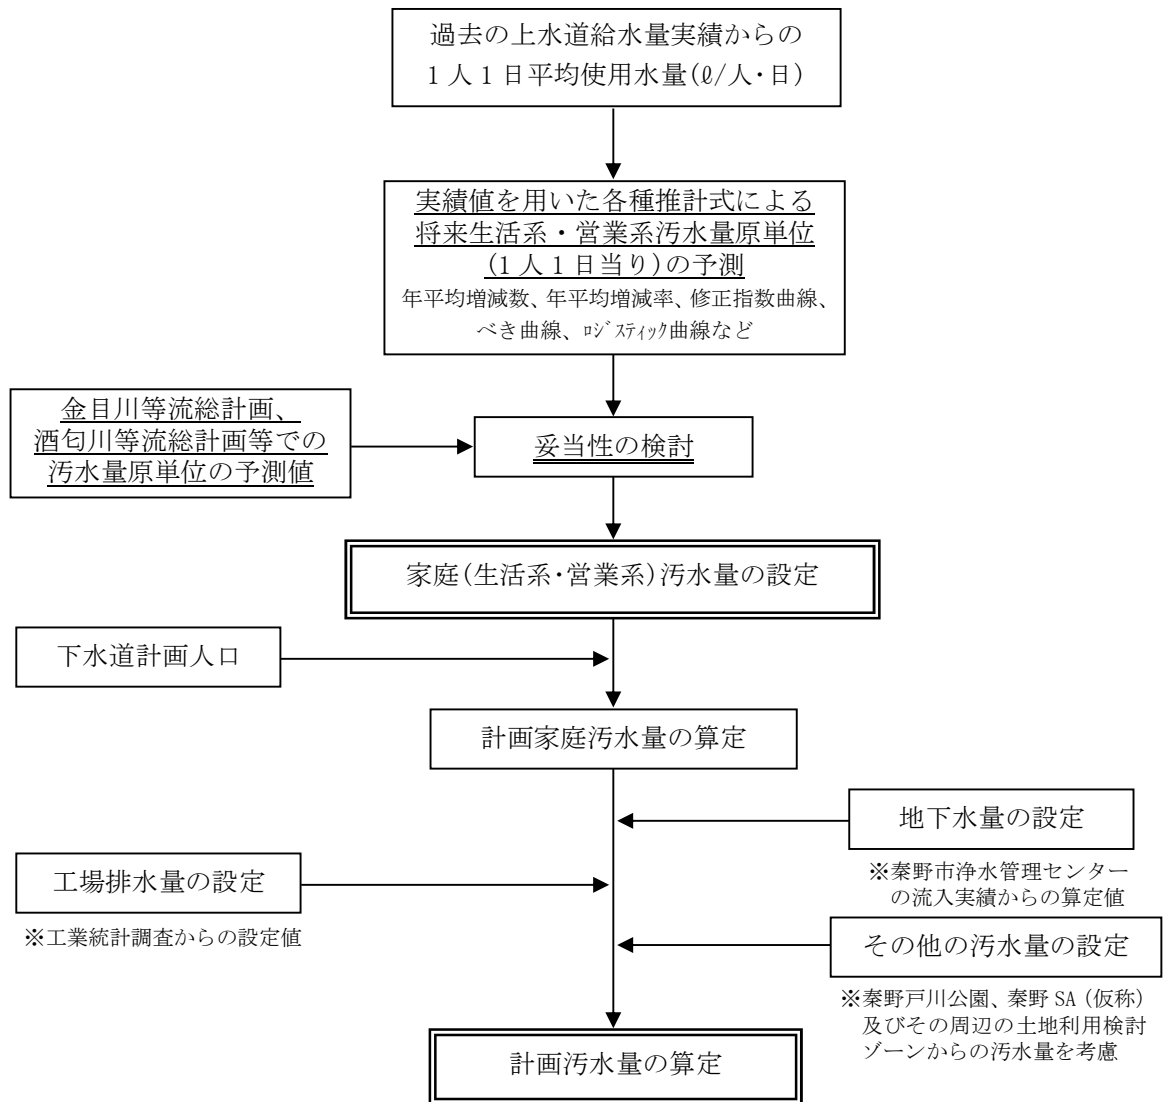 過去の上水道給水量実績からの
1人1日平均使用水量(ℓ/人・日)
実績値を用いた各種推計式による
将来生活系・営業系汚水量原単位
(1人1日当り)の予測
年平均増減数、年平均増減率、修正指数曲線、
べき曲線、ﾛｼﾞｽﾃｨｯｸ曲線など
金目川等流総計画、
酒匂川等流総計画等での
汚水量原単位の予測値
妥当性の検討
家庭(生活系・営業系)汚水量の設定
下水道計画人口
計画家庭汚水量の算定
地下水量の設定
※秦野市浄水管理センター
の流入実績からの算定値
工場排水量の設定
※工業統計調査からの設定値
その他の汚水量の設定
※秦野戸川公園、秦野SA(仮称)
及びその周辺の土地利用検討
ゾーンからの汚水量を考慮
計画汚水量の算定